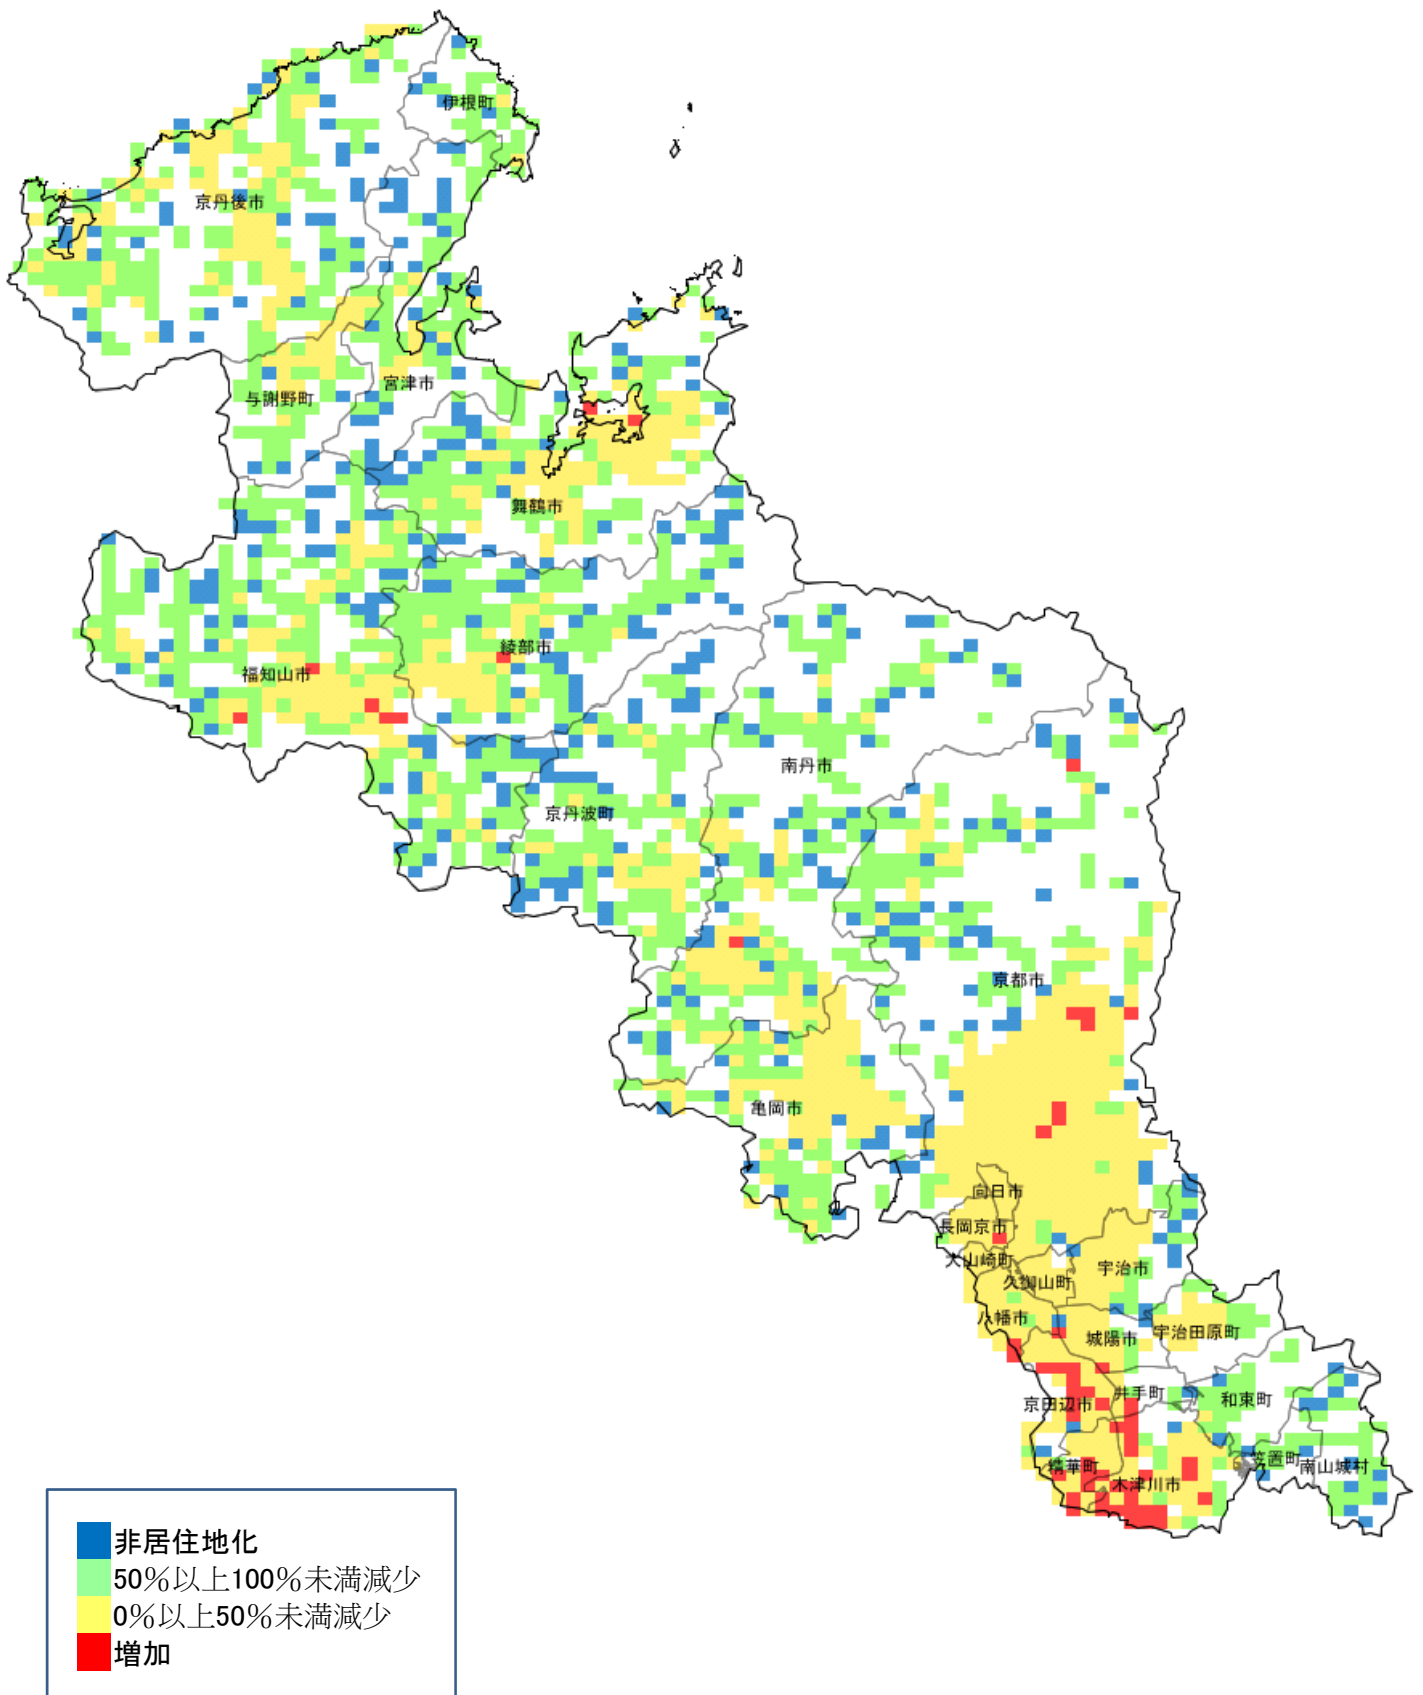 伊根町
京丹後市
宮津市
与謝野町
舞鶴市
綾部市
福知山市
南丹市
京丹波町
京都市
亀岡市
向日市
長岡京市
大山崎町
宇治市
久御山町
八幡市
宇治田原町
城陽市
井手町
和束町
京田辺市
笠置町
南山城村
精華町
木津川市
非居住地化
50%以上100%未満減少
0%以上50%未満減少
増加